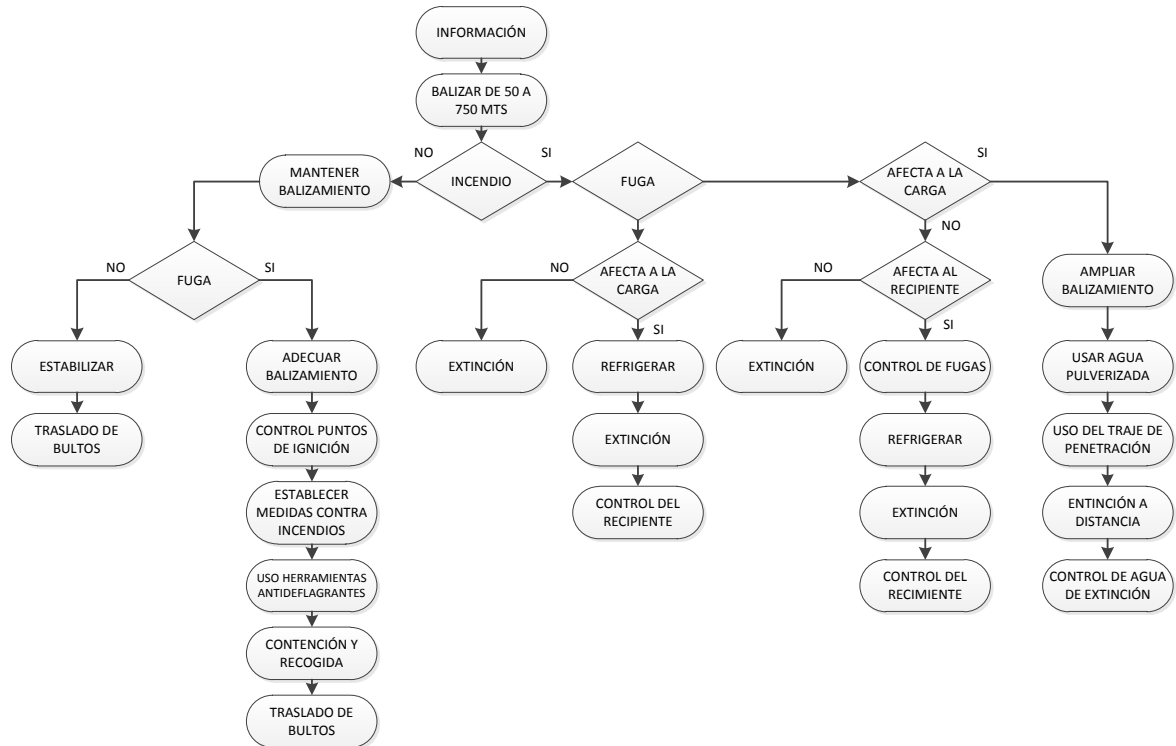 INFORMACIÓN
BALIZAR DE 50 A
750 MTS
NO
SI
SI
MANTENER
BALIZAMIENTO
INCENDIO
FUGA
AFECTA A LA
CARGA
NO
NO
SI
FUGA
NO
AFECTA A LA
CARGA
NO
AFECTA AL
RECIPIENTE
AMPLIAR
BALIZAMIENTO
SI
SI
ESTABILIZAR
ADECUAR
BALIZAMIENTO
EXTINCIÓN
REFRIGERAR
EXTINCIÓN
CONTROL DE FUGAS
USAR AGUA
PULVERIZADA
TRASLADO DE
BULTOS
CONTROL PUNTOS
DE IGNICIÓN
EXTINCIÓN
REFRIGERAR
USO DEL TRAJE DE
PENETRACIÓN
ESTABLECER
MEDIDAS CONTRA
INCENDIOS
CONTROL DEL
RECIPIENTE
EXTINCIÓN
ENTINCIÓN A
DISTANCIA
USO HERRAMIENTAS
ANTIDEFLAGRANTES
CONTROL DEL
RECIMIENTE
CONTROL DE AGUA
DE EXTINCIÓN
CONTENCIÓN Y
RECOGIDA
TRASLADO DE
BULTOS